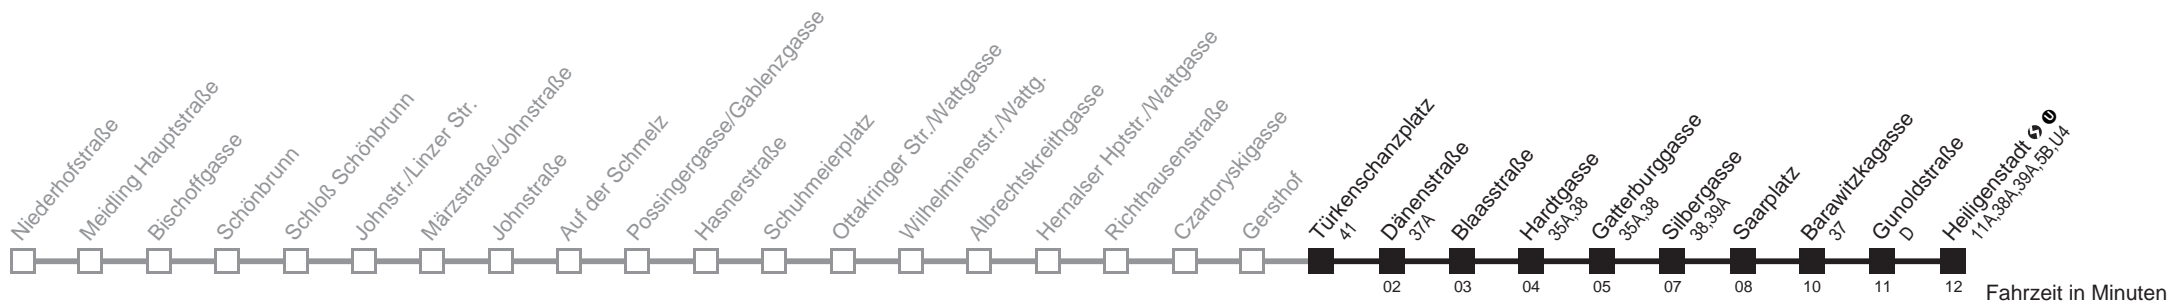 Niederhofstraße
Meidling Hauptstraße
Bischoffgasse
Schönbrunn
Schloß Schönbrunn
Johnstr./Linzer Str.
Märzstraße/Johnstraße
Johnstraße
Auf der Schmelz
Possingergasse/Gablenzgasse
Hasnerstraße
Schuhmeierplatz
Ottakringer Str./Wattgasse
Wilhelminenstr./Wattg.
Albrechtskreithgasse
Hernalser Hptstr./Wattgasse
Richthausenstraße
Czartoryskigasse
Gersthof
Türkenschanzplatz
41
Dänenstraße
37A
Blaasstraße
Hardtgasse
35A,38
Gatterburggasse
35A,38
Silbergasse
38,39A
Saarplatz
Barawitzkagasse
37
Gunoldstraße
D
Heiligenstadt S U
11A,38A,39A,5B,U4
02 03 04 05 07 08 10 11 12
Fahrzeit in Minuten